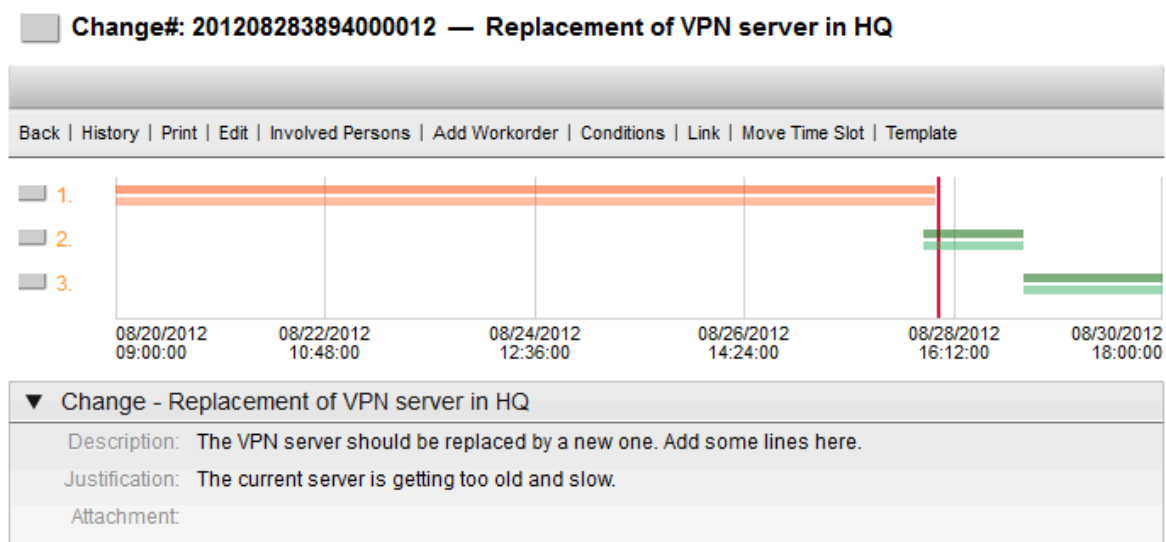 Change#: 201208283894000012 — Replacement of VPN server in HQ
Back | History | Print | Edit | Involved Persons | Add Workorder | Conditions | Link | Move Time Slot | Template
1.
2.
3.
08/20/2012 08/22/2012 08/24/2012 08/26/2012 08/28/2012 08/30/2012
09:00:00 10:48:00 12:36:00 14:24:00 16:12:00 18:00:00
▼ Change - Replacement of VPN server in HQ
Description: The VPN server should be replaced by a new one. Add some lines here.
Justification: The current server is getting too old and slow.
Attachment: